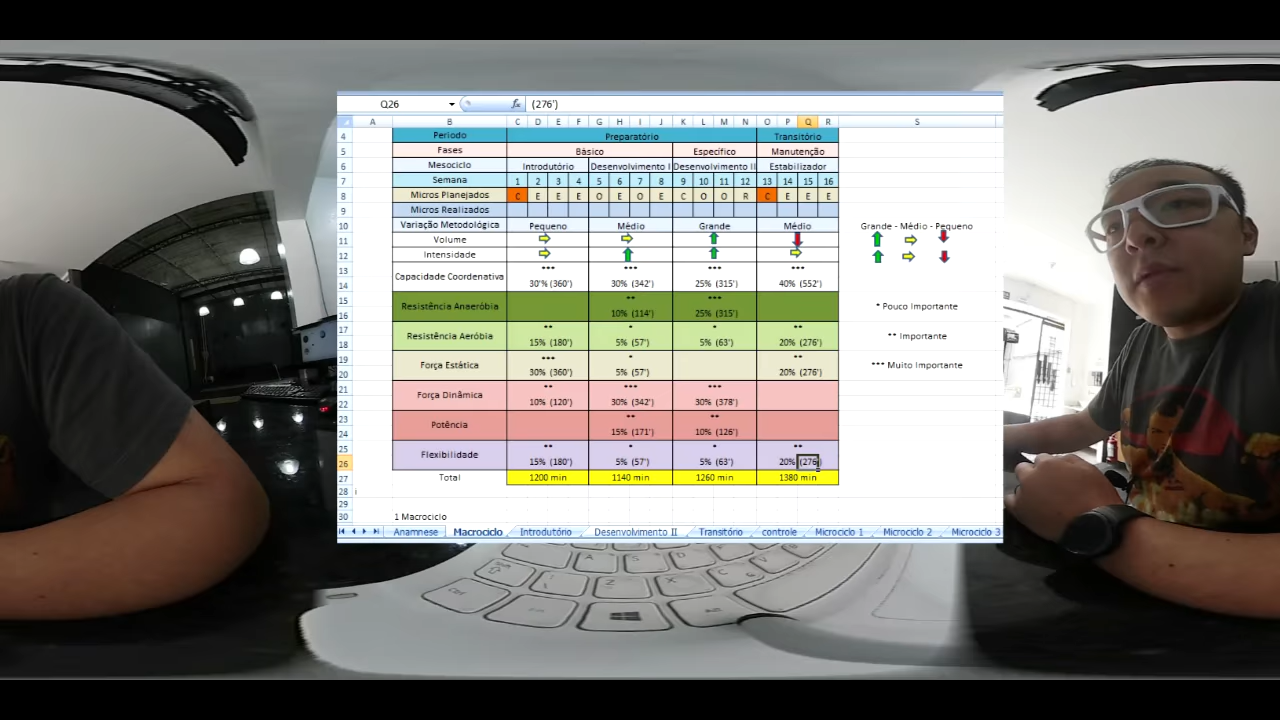 Q26 fx (276')
A B C D E F G H I J K L M N O P Q R S
4 Período Preparatório Transitório
5 Fases Básico Específico Manutenção
6 Mesociclo Introdutório Desenvolvimento I Desenvolvimento II Estabilizador
7 Semana 1 2 3 4 5 6 7 8 9 10 11 12 13 14 15 16
8 Micros Planejados C E E E O E O E C O O R C E E E
9 Micros Realizados
10 Variação Metodológica Pequeno Médio Grande Médio Grande - Médio - Pequeno
11 Volume
12 Intensidade
13 *** *** *** ***
Capacidade Coordenativa
14 30'% (360') 30% (342') 25% (315') 40% (552')
15 ** ***
Resistência Anaeróbia * Pouco Importante
16 10% (114') 25% (315')
17 ** * * **
Resistência Aeróbia ** Importante
18 15% (180') 5% (57') 5% (63') 20% (276')
19 *** * **
Força Estática *** Muito Importante
20 30% (360') 5% (57') 20% (276')
21 ** *** ***
Força Dinâmica
22 10% (120') 30% (342') 30% (378')
23 ** **
Potência
24 15% (171') 10% (126')
25 ** * * **
Flexibilidade
26 15% (180') 5% (57') 5% (63') 20% (276')
27 Total 1200 min 1140 min 1260 min 1380 min
28 i
29
30 1 Macrociclo
Anamnese Macrociclo Introdutório Desenvolvimento II Transitório controle Microciclo 1 Microciclo 2 Microciclo 3